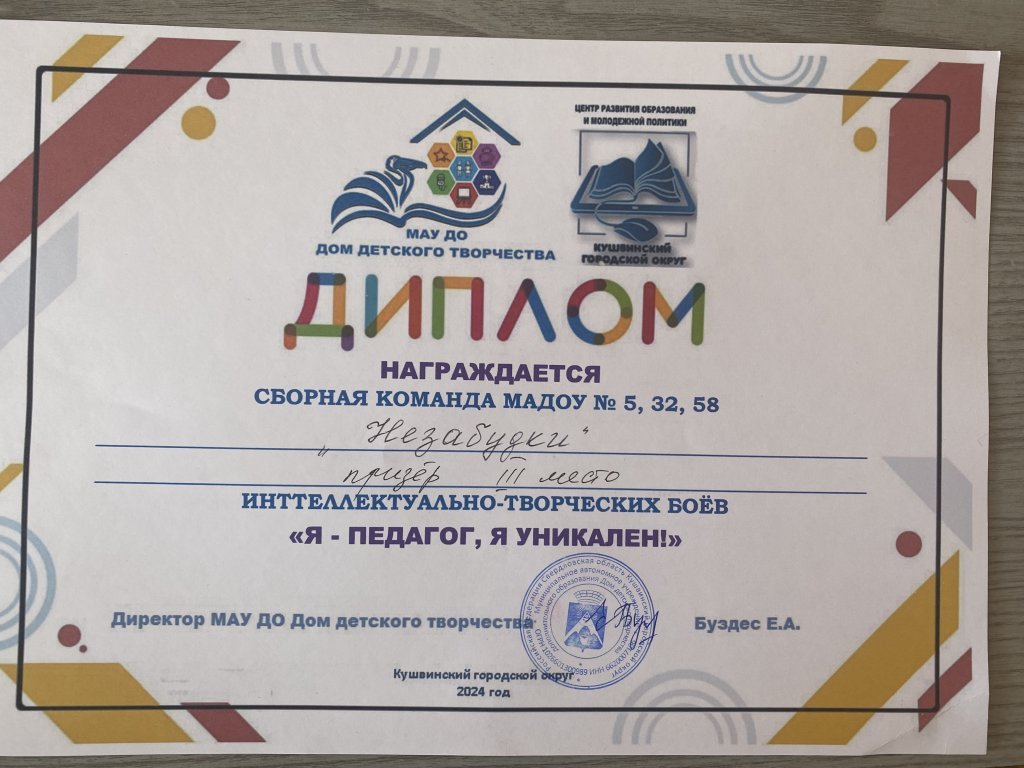 ЦЕНТР РАЗВИТИЯ ОБРАЗОВАНИЯ
И МОЛОДЕЖНОЙ ПОЛИТИКИ
МАУ ДО
ДОМ ДЕТСКОГО ТВОРЧЕСТВА
КУШВИНСКИЙ
ГОРОДСКОЙ ОКРУГ
ДИПЛОМ
НАГРАЖДАЕТСЯ
СБОРНАЯ КОМАНДА МАДОУ № 5, 32, 58
„Незабудки“
призёр III место
ИНТТЕЛЛЕКТУАЛЬНО-ТВОРЧЕСКИХ БОЁВ
«Я - ПЕДАГОГ, Я УНИКАЛЕН!»
Директор МАУ ДО Дом детского творчества
Буздес Е.А.
Кушвинский городской округ
2024 год